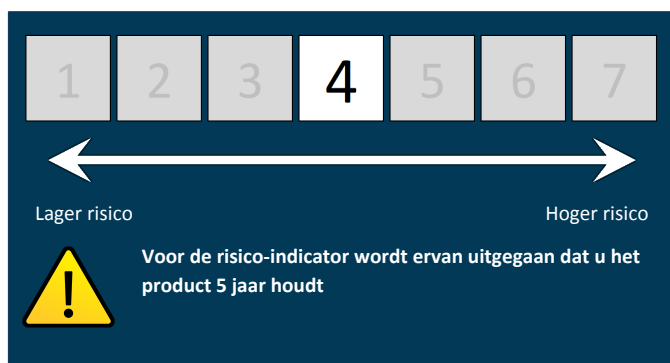 1 2 3 4 5 6 7
Lager risico Hoger risico
Voor de risico-indicator wordt ervan uitgegaan dat u het
product 5 jaar houdt